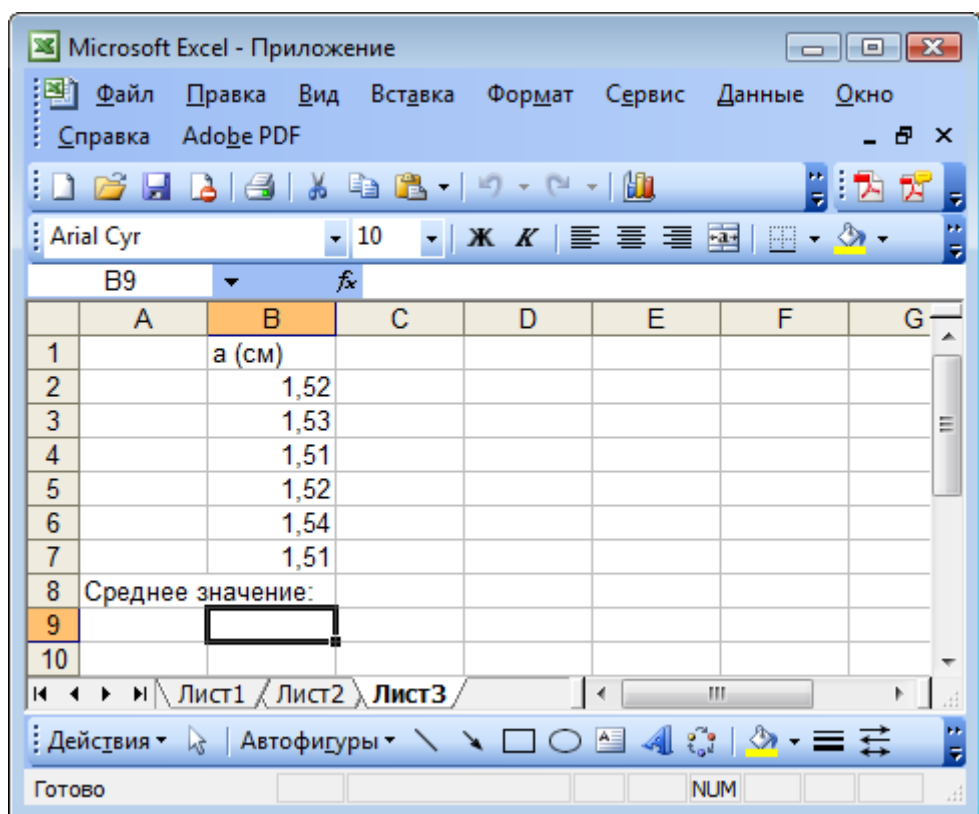 Microsoft Excel - Приложение
Файл Правка Вид Вставка Формат Сервис Данные Окно
Справка Adobe PDF
Arial Cyr 10 Ж К
B9 fx
A B C D E F G
1 а (см)
2 1,52
3 1,53
4 1,51
5 1,52
6 1,54
7 1,51
8 Среднее значение:
9
10
Лист1 Лист2 Лист3
Действия Автофигуры
Готово NUM